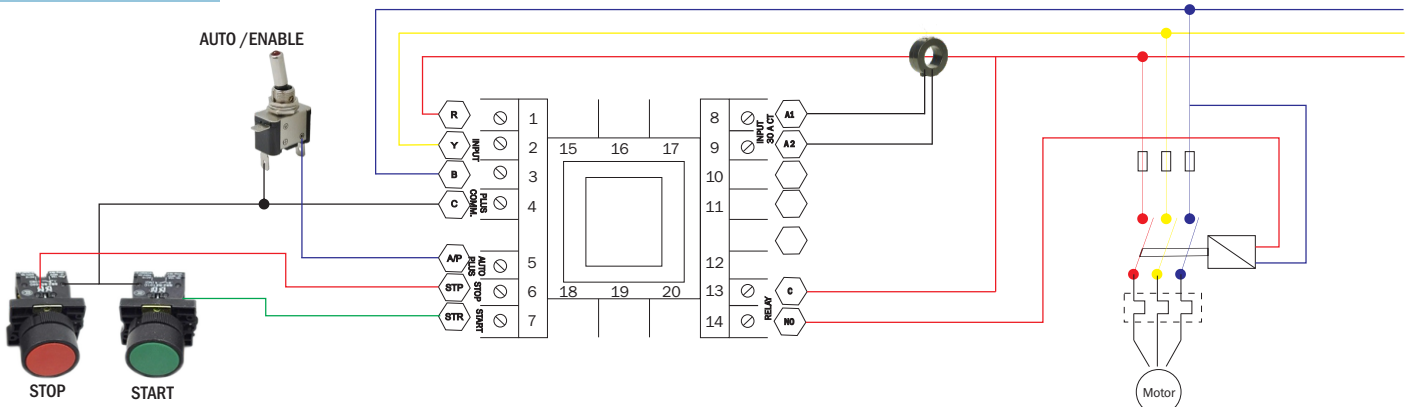 AUTO /ENABLE
R
Y
B
C
A/P
STP
STR
INPUT
PLUS
COMM.
AUTO
PLUS
STOP
START
1
2
3
4
5
6
7
15 16 17
18 19 20
8
9
10
11
12
13
14
INPUT
30 A CT
RELAY
A1
A2
C
NO
STOP
START
Motor